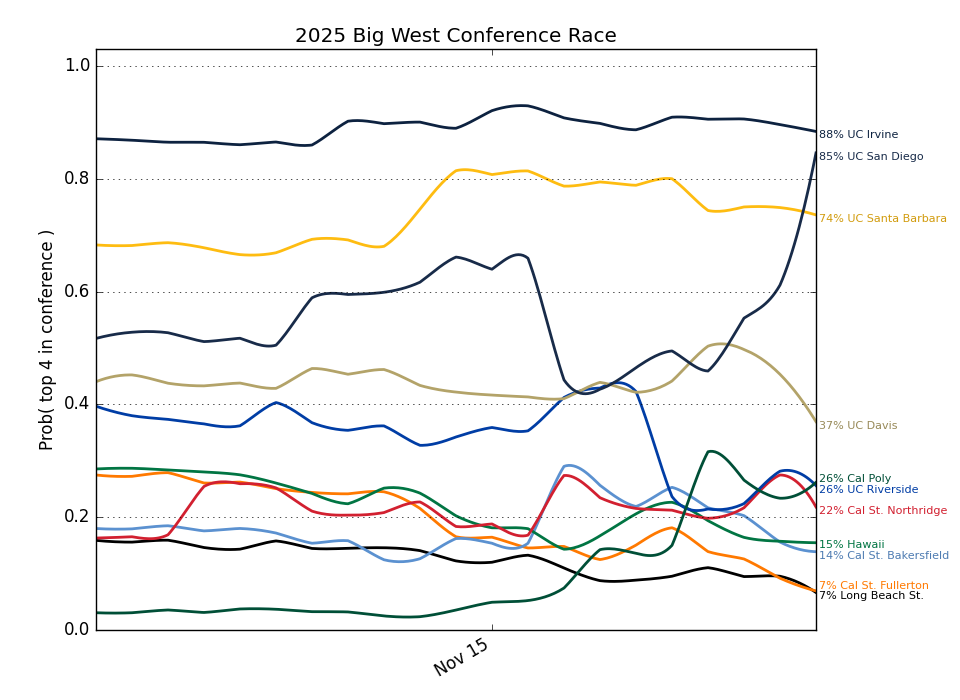 2025 Big West Conference Race
Prob( top 4 in conference )
1.0
0.8
0.6
0.4
0.2
0.0
Nov 15
88% UC Irvine
85% UC San Diego
74% UC Santa Barbara
37% UC Davis
26% Cal Poly
26% UC Riverside
22% Cal St. Northridge
15% Hawaii
14% Cal St. Bakersfield
7% Cal St. Fullerton
7% Long Beach St.